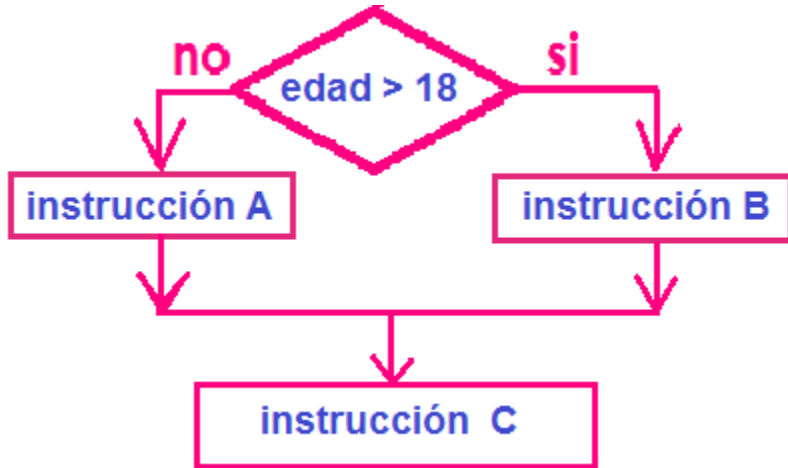 no
si
edad > 18
instrucción A
instrucción B
instrucción C